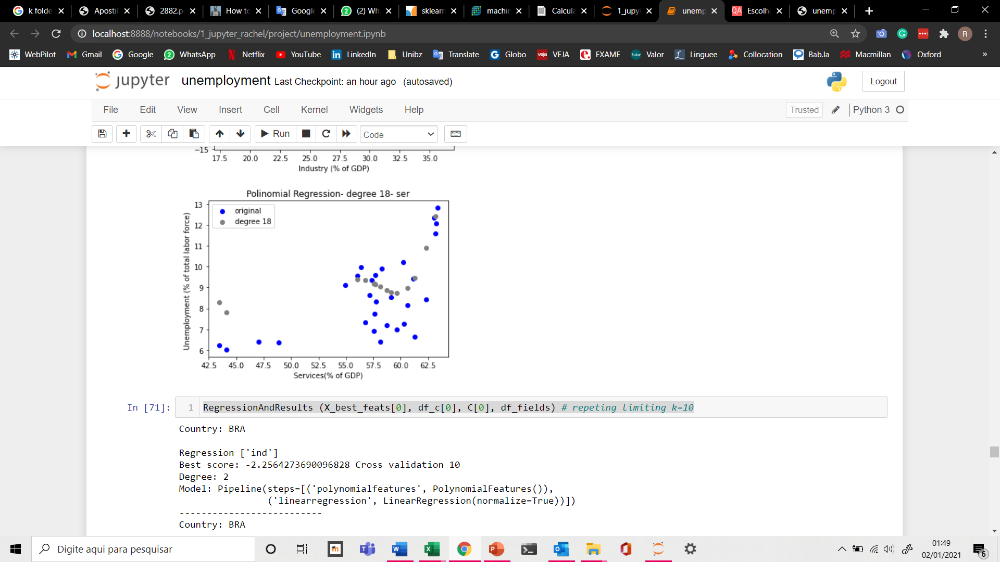 k folde
Apostil
2882.p
How to
Google
(2) Wh
sklearn
machin
Calcula
1_jupy
unemp
Escolh
unemp
localhost:8888/notebooks/1_jupyter_rachel/project/unemployment.ipynb
R
WebPilot Gmail Google WhatsApp Netflix YouTube LinkedIn Unibz Translate Globo VEJA EXAME Valor Linguee Collocation Bab.la Macmillan Oxford »
jupyter unemployment Last Checkpoint: an hour ago (autosaved)
Logout
File Edit View Insert Cell Kernel Widgets Help
Trusted Python 3
Run Code
−15
17.5 20.0 22.5 25.0 27.5 30.0 32.5 35.0
Industry (% of GDP)
Polinomial Regression- degree 18- ser
original
degree 18
13
12
11
10
9
8
7
6
Unemployment (% of total labor force)
42.5 45.0 47.5 50.0 52.5 55.0 57.5 60.0 62.5
Services(% of GDP)
In [71]: 1 RegressionAndResults (X_best_feats[0], df_c[0], C[0], df_fields) # repeting limiting k=10
Country: BRA
Regression ['ind']
Best score: -2.2564273690096828 Cross validation 10
Degree: 2
Model: Pipeline(steps=[('polynomialfeatures', PolynomialFeatures()),
('linearregression', LinearRegression(normalize=True))])
--------------------------
Country: BRA
Digite aqui para pesquisar
01:49
02/01/2021
6